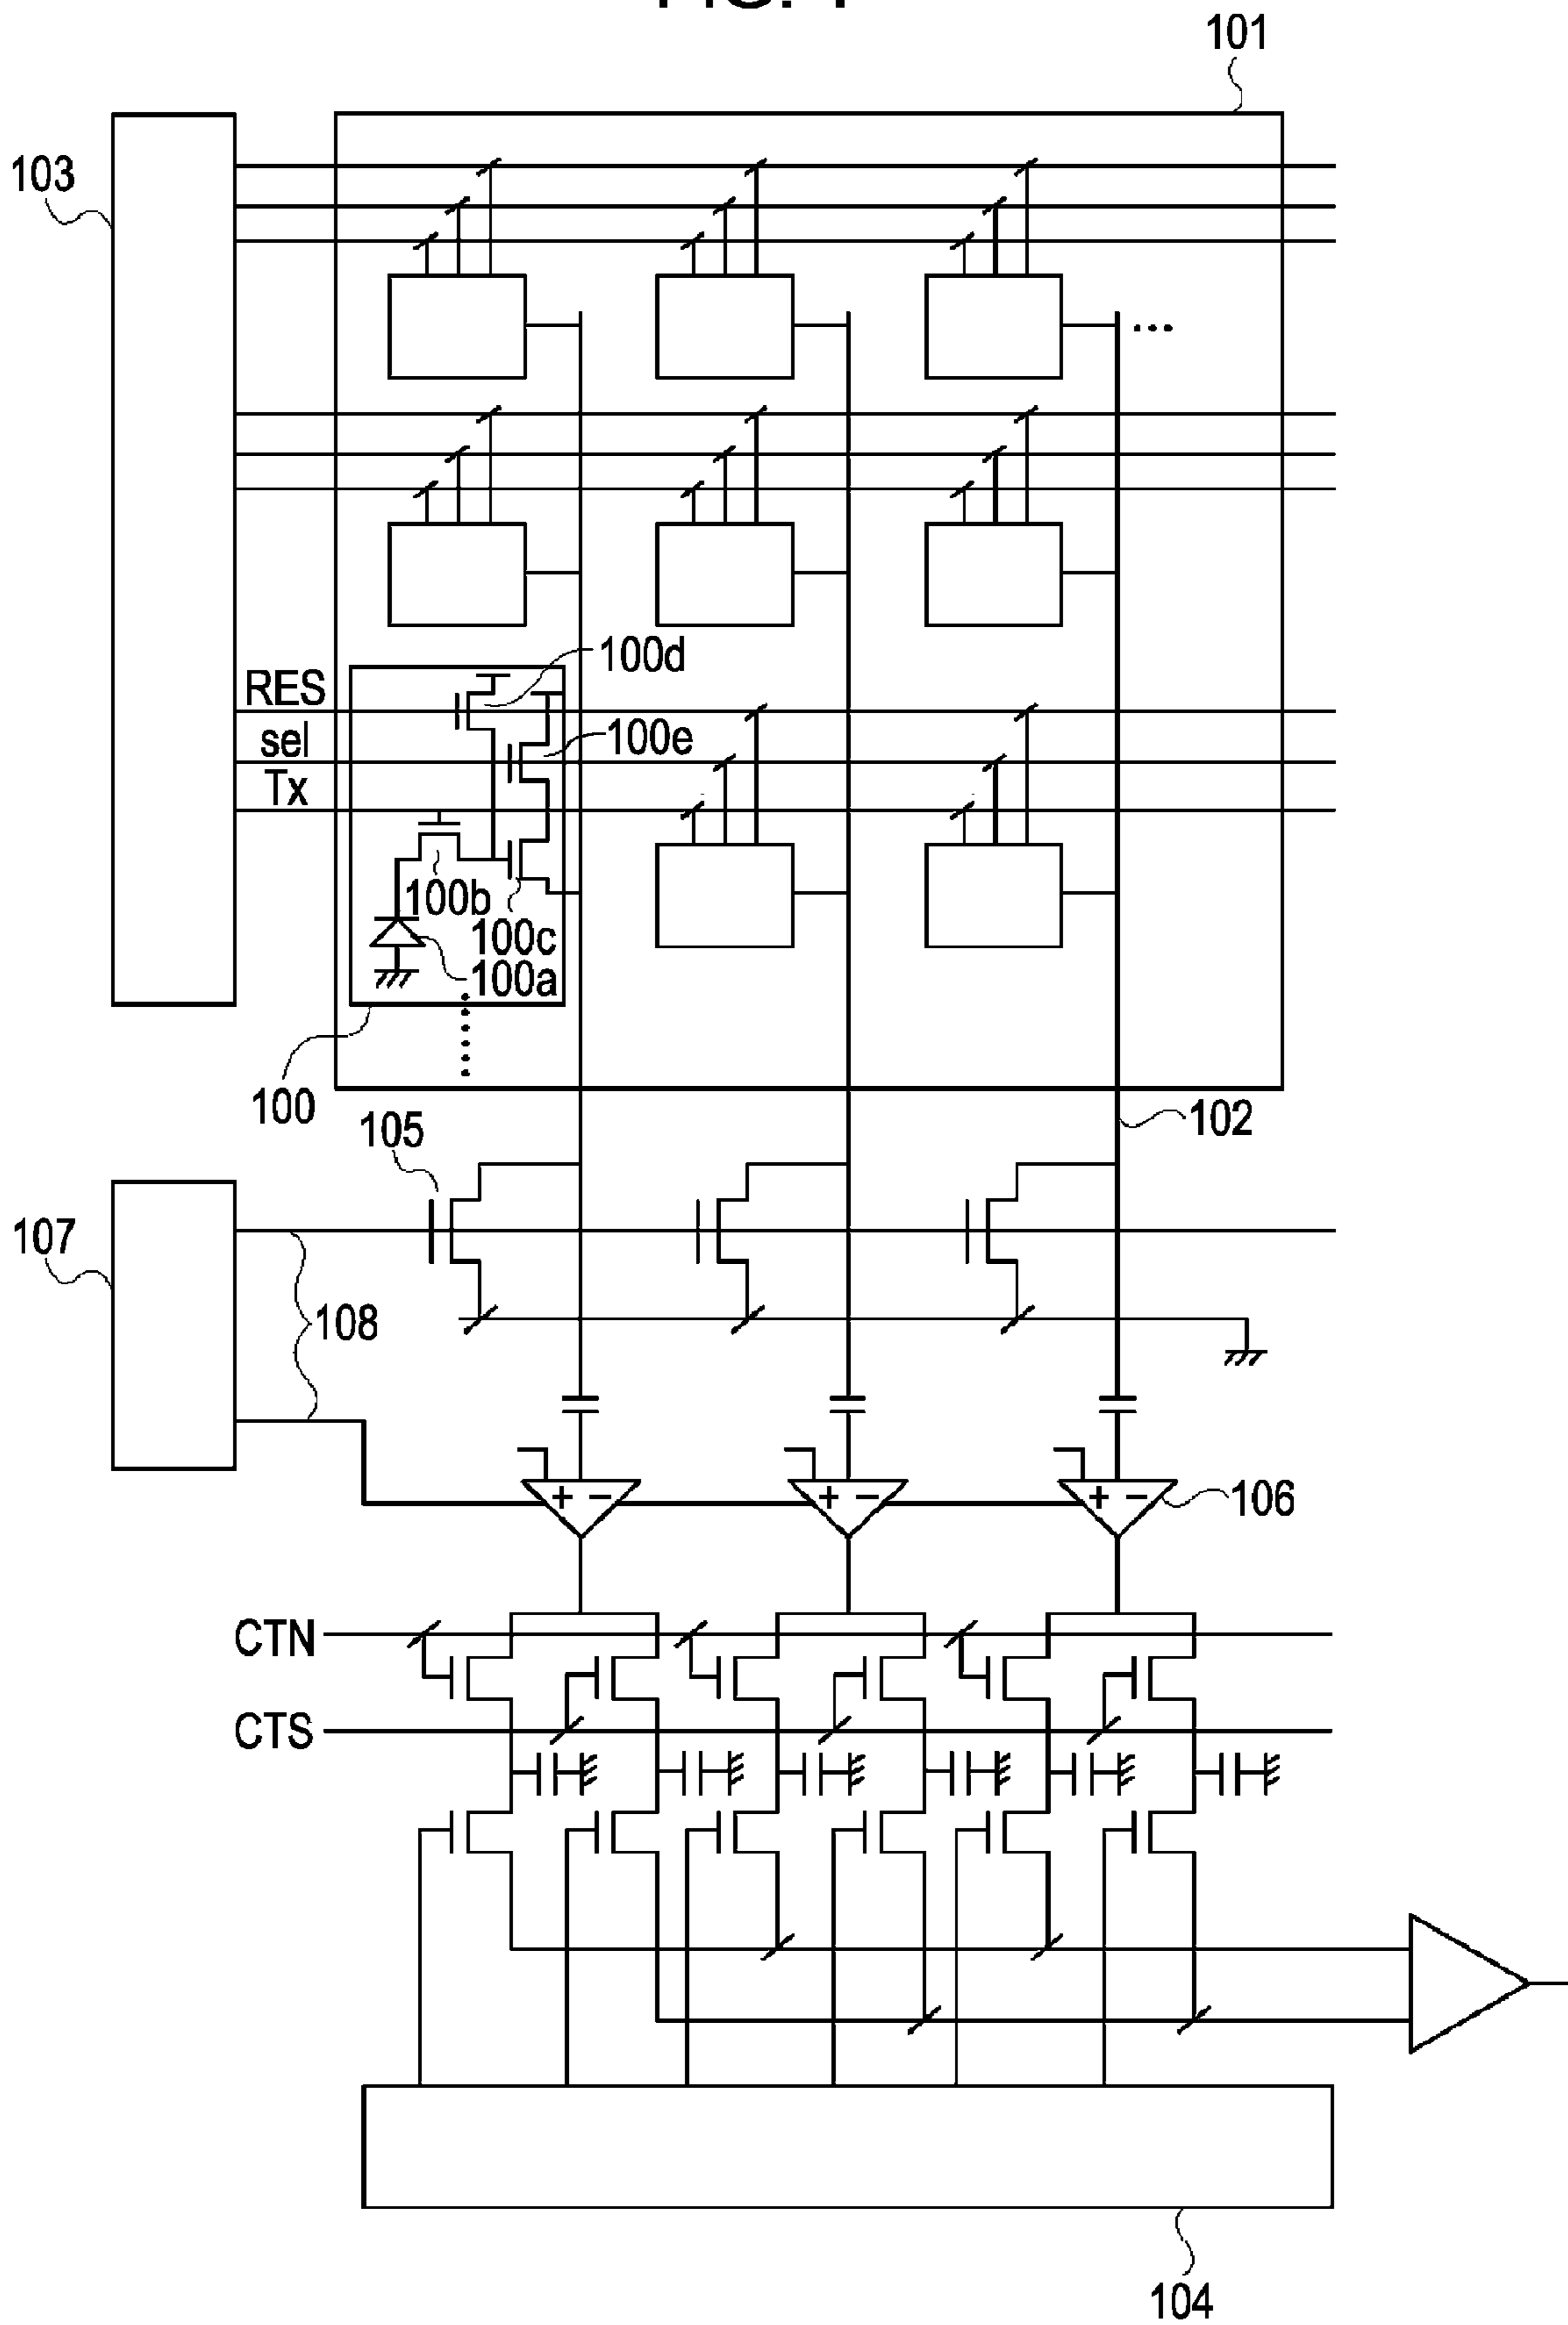 101
103
...
RES
100d
sel
100e
Tx
100b
100c
100a
100
102
105
107
108
+ −
+ −
+ −
106
CTN
CTS
104